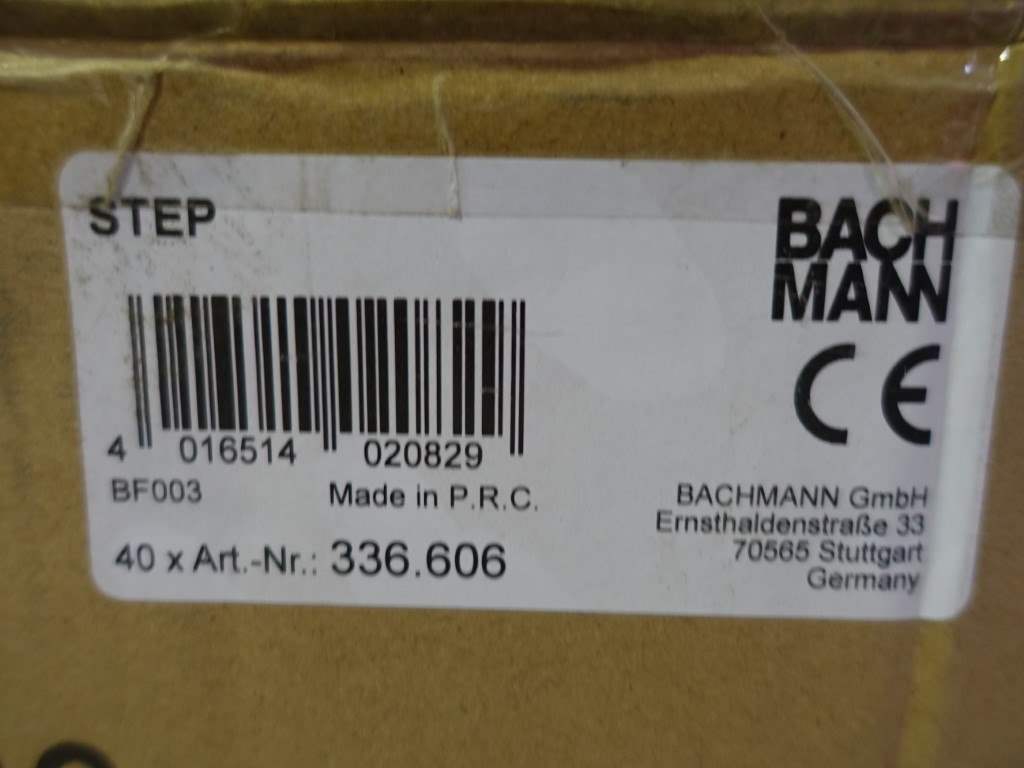 STEP
BACH
MANN
CE
4 016514 020829
BF003 Made in P.R.C.
40 x Art.-Nr.: 336.606
BACHMANN GmbH
Ernsthaldenstraße 33
70565 Stuttgart
Germany